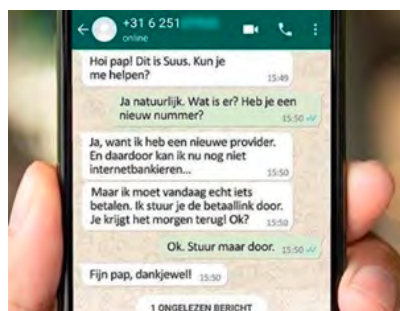 +31 6 251
online
Hoi pap! Dit is Suus. Kun je
me helpen?
15:49
Ja natuurlijk. Wat is er? Heb je een
nieuw nummer?
15:50
Ja, want ik heb een nieuwe provider.
En daardoor kan ik nu nog niet
internetbankieren...
15:50
Maar ik moet vandaag echt iets
betalen. Ik stuur je de betaallink door.
Je krijgt het morgen terug! Ok?
15:50
Ok. Stuur maar door.
15:50
Fijn pap, dankjewel!
15:50
1 ONGELEZEN BERICHT